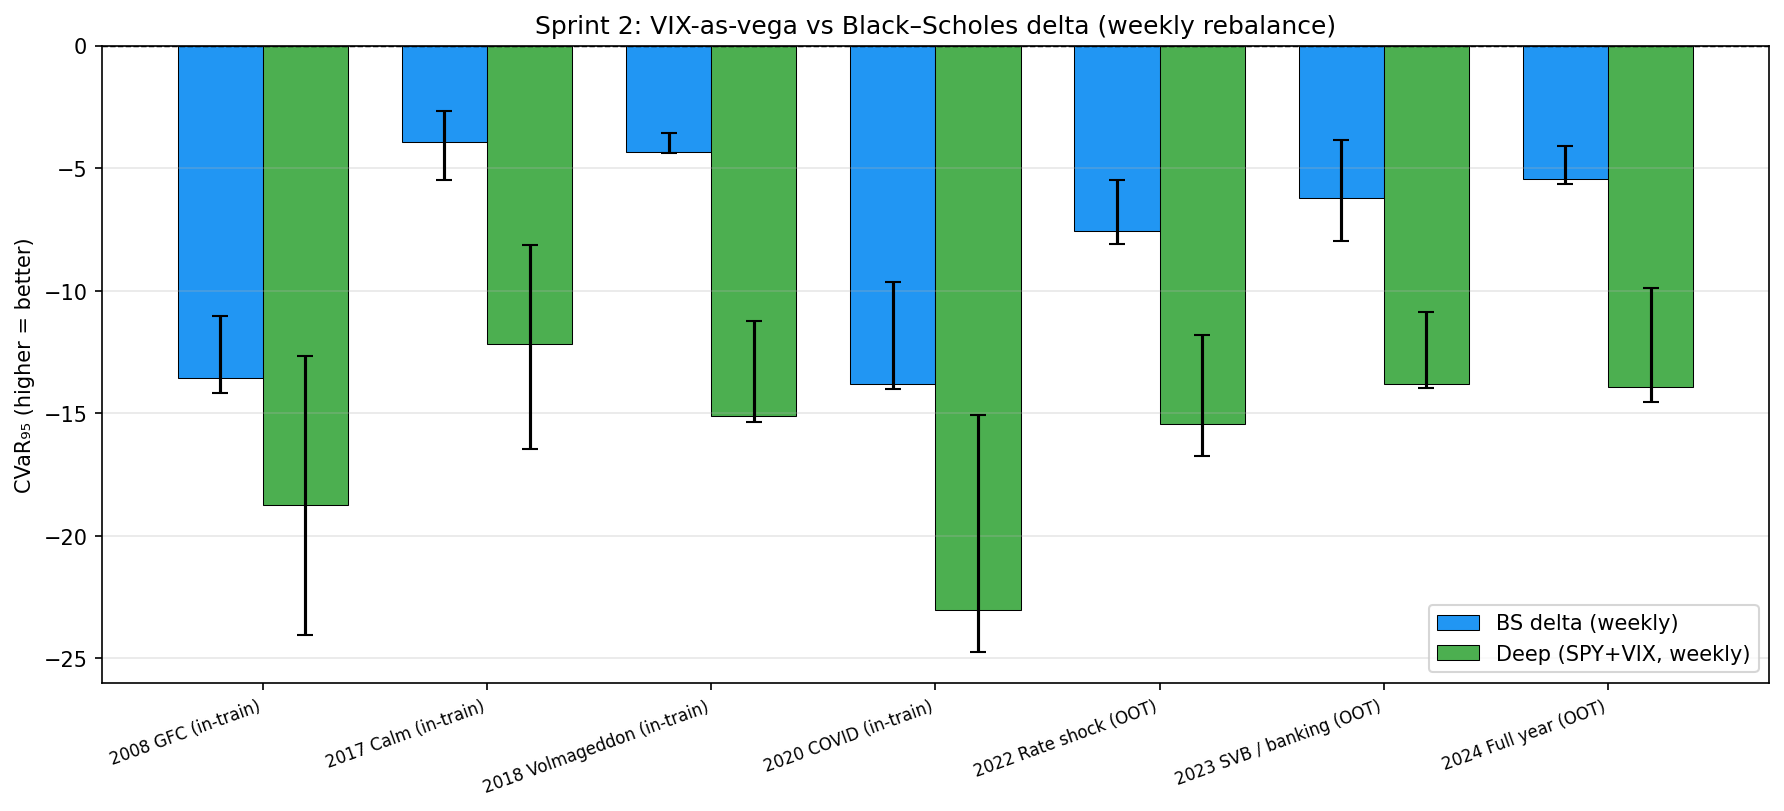 Sprint 2: VIX-as-vega vs Black–Scholes delta (weekly rebalance)
CVaR₉₅ (higher = better)
0
−5
−10
−15
−20
−25
2008 GFC (in-train)
2017 Calm (in-train)
2018 Volmageddon (in-train)
2020 COVID (in-train)
2022 Rate shock (OOT)
2023 SVB / banking (OOT)
2024 Full year (OOT)
BS delta (weekly)
Deep (SPY+VIX, weekly)